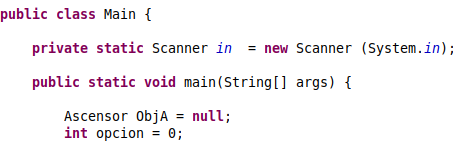 public class Main {
private static Scanner in  = new Scanner (System.in);
public static void main(String[] args) {
Ascensor ObjA = null;
int opcion = 0;